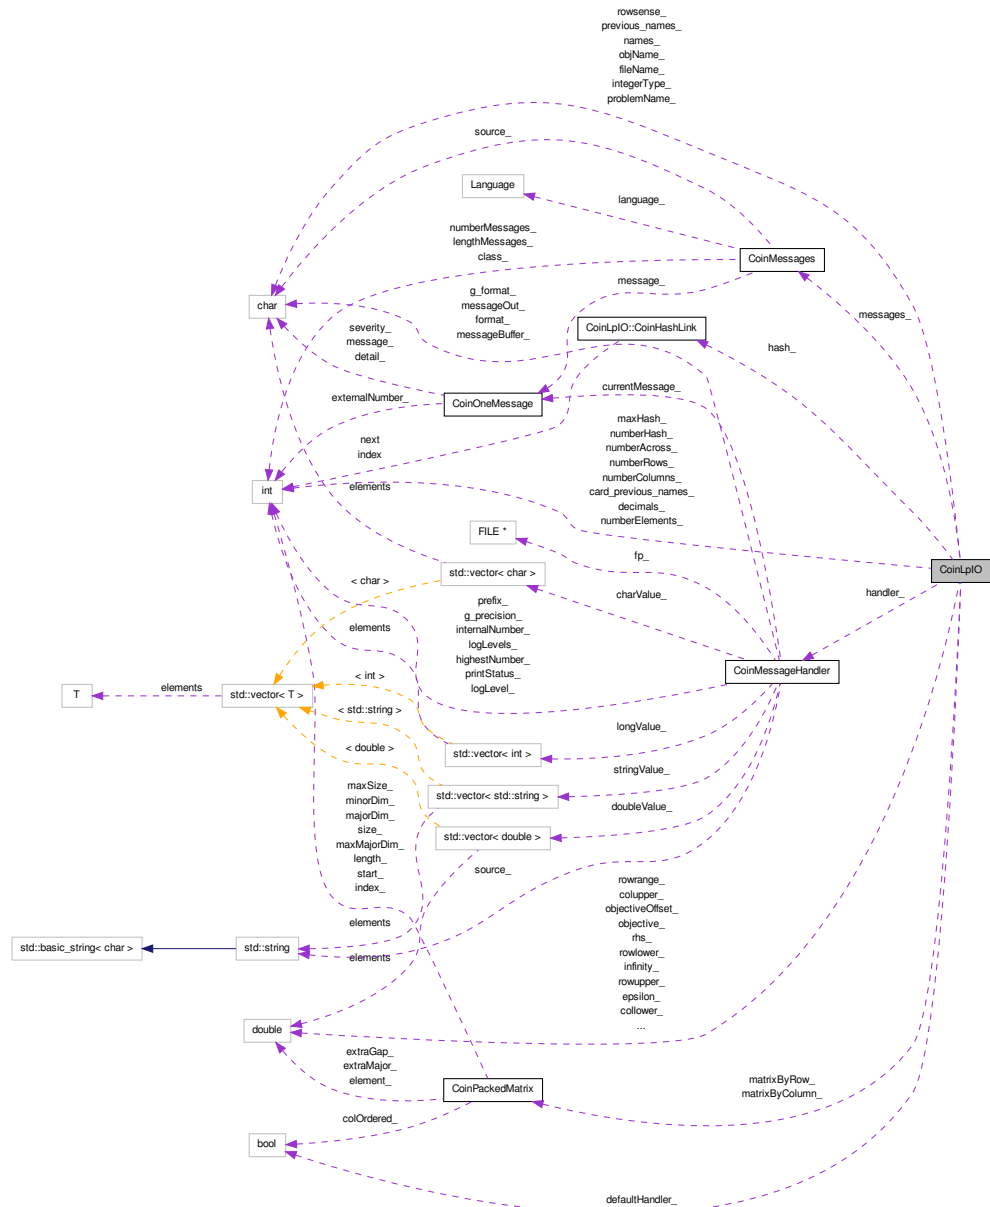 rowsense_
previous_names_
names_
objName_
fileName_
integerType_
problemName_
source_
Language
language_
numberMessages_
lengthMessages_
class_
CoinMessages
message_
g_format_
messageOut_
format_
messageBuffer_
char
messages_
CoinLpIO::CoinHashLink
severity_
message_
detail_
hash_
currentMessage_
externalNumber_
CoinOneMessage
maxHash_
numberHash_
numberAcross_
numberRows_
numberColumns_
card_previous_names_
decimals_
numberElements_
next
index
elements
int
FILE *
fp_
CoinLpIO
std::vector< char >
< char >
charValue_
handler_
prefix_
g_precision_
internalNumber_
logLevels_
highestNumber_
printStatus_
logLevel_
elements
CoinMessageHandler
< int >
T
elements
std::vector< T >
< std::string >
longValue_
< double >
std::vector< int >
stringValue_
maxSize_
minorDim_
majorDim_
size_
maxMajorDim_
length_
start_
index_
std::vector< std::string >
doubleValue_
std::vector< double >
source_
rowrange_
colupper_
objectiveOffset_
objective_
rhs_
rowlower_
infinity_
rowupper_
epsilon_
collower_
...
elements
std::basic_string< char >
std::string
elements
double
extraGap_
extraMajor_
element_
CoinPackedMatrix
matrixByRow_
matrixByColumn_
colOrdered_
bool
defaultHandler_